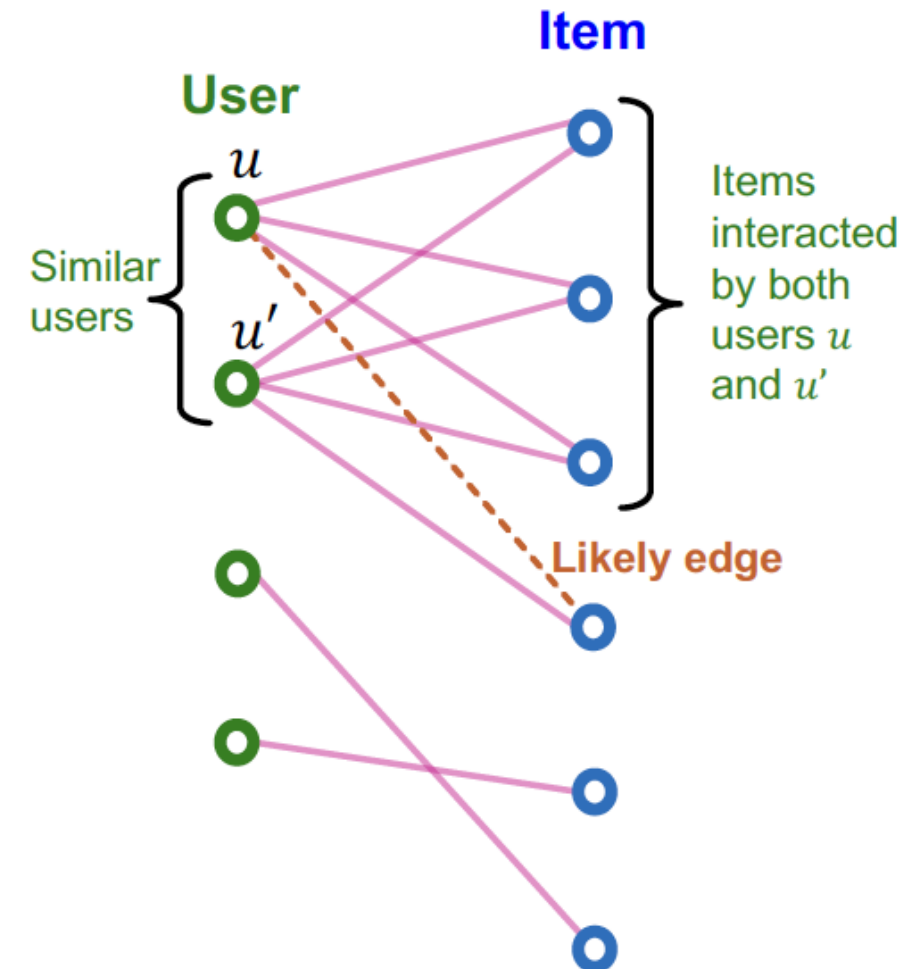 Item
User
u
Similar
users
u′
Items
interacted
by both
users u
and u’
Likely edge